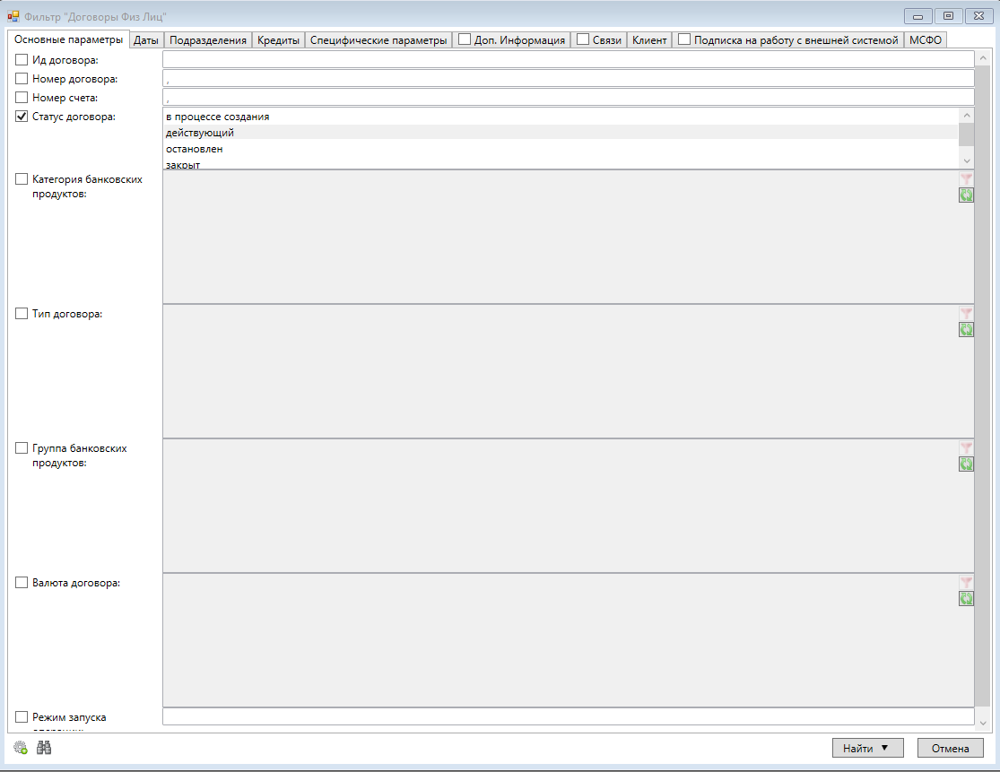 Фильтр "Договоры Физ Лиц"
Основные параметры Даты Подразделения Кредиты Специфические параметры Доп. Информация Связи Клиент Подписка на работу с внешней системой МСФО
Ид договора:
Номер договора: ,
Номер счета: ,
Статус договора: в процессе создания
действующий
остановлен
закрыт
Категория банковских
продуктов:
Тип договора:
Группа банковских
продуктов:
Валюта договора:
Режим запуска
Найти ▼ Отмена